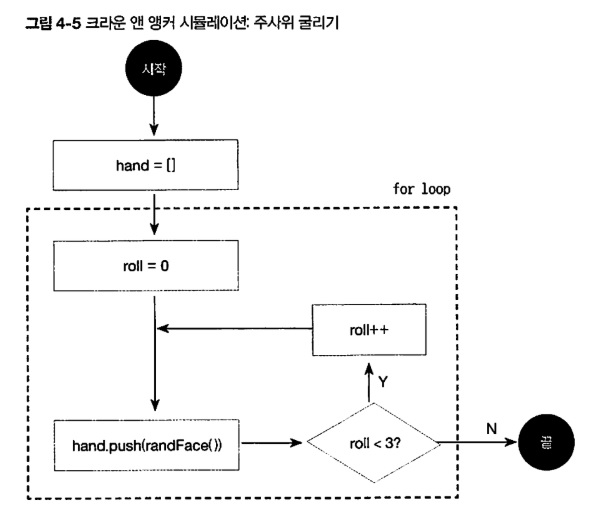 그림 4-5 크라운 앤 앵커 시뮬레이션: 주사위 굴리기
시작
hand = []
for loop
roll = 0
roll++
Y
hand.push(randFace())
roll < 3?
N
끝